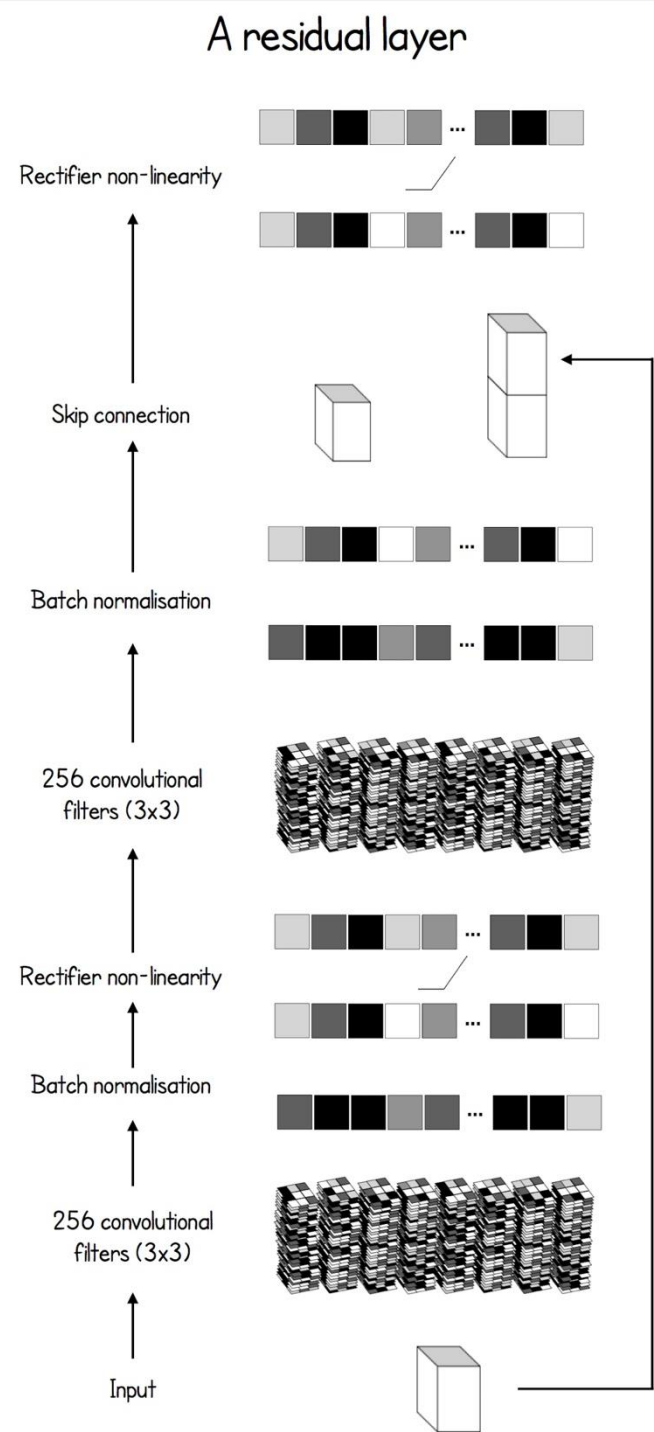 A residual layer
Rectifier non-linearity
Skip connection
Batch normalisation
256 convolutional
filters (3x3)
Rectifier non-linearity
Batch normalisation
256 convolutional
filters (3x3)
Input
...
...
...
...
...
...
...